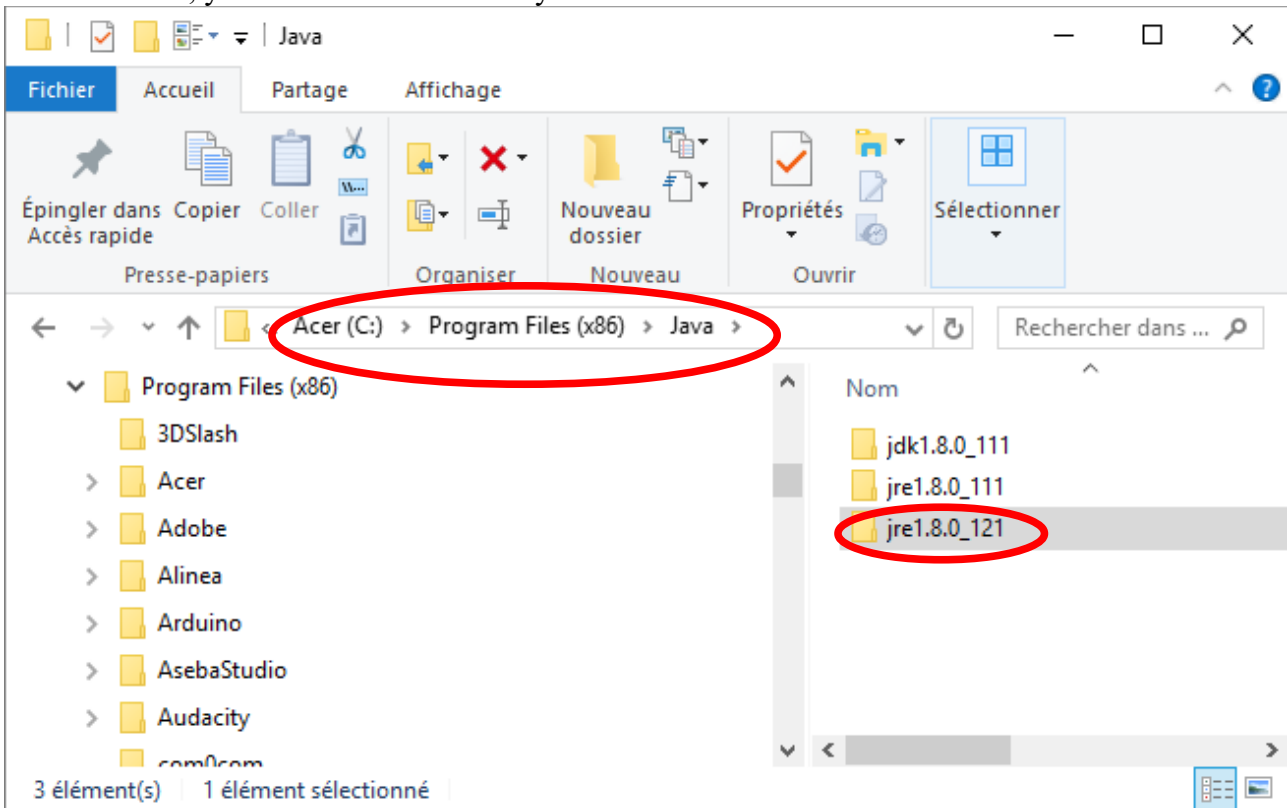 Java
Fichier Accueil Partage Affichage
Épingler dans Accès rapide
Copier
Coller
Nouveau dossier
Propriétés
Sélectionner
Presse-papiers Organiser Nouveau Ouvrir
Acer (C:) > Program Files (x86) > Java >
Rechercher dans ...
Program Files (x86)
3DSlash
Acer
Adobe
Alinea
Arduino
AsebaStudio
Audacity
com0com
Nom
jdk1.8.0_111
jre1.8.0_111
jre1.8.0_121
3 élément(s) 1 élément sélectionné